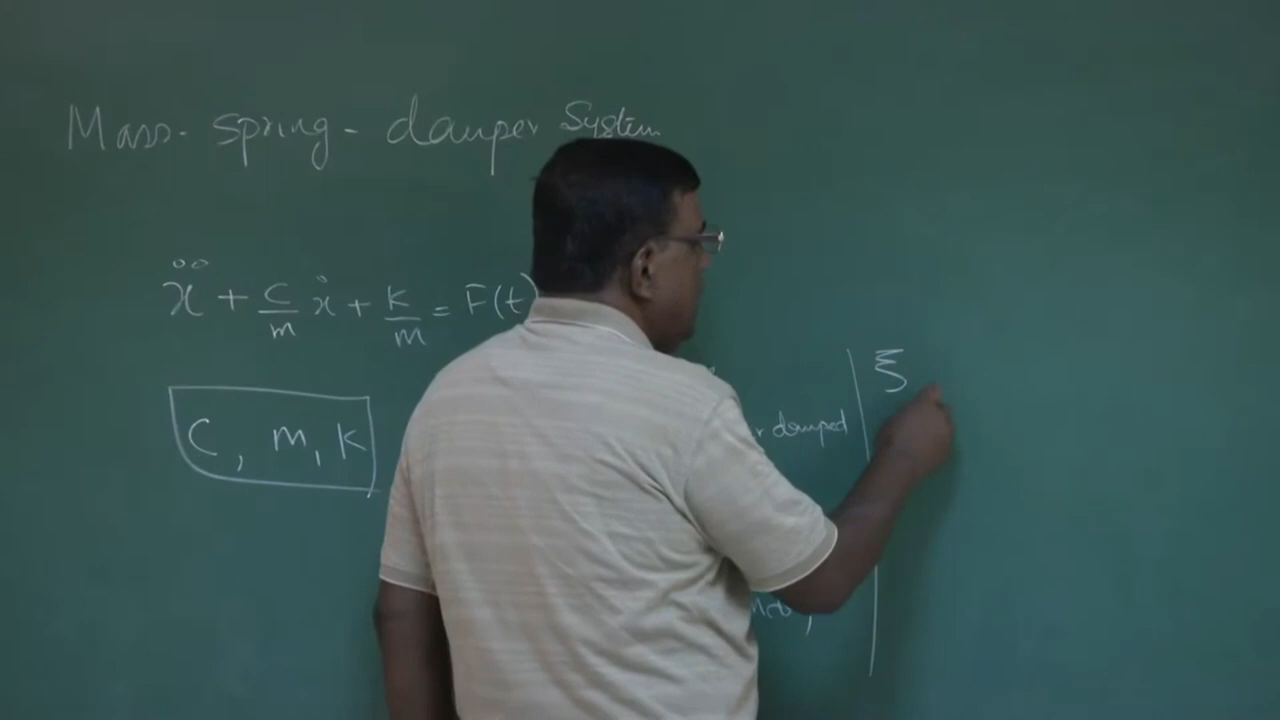 Mass-spring-damper System
ẍ + c/m ẋ + k/m = F(t)
C, m, k
damped
ξ